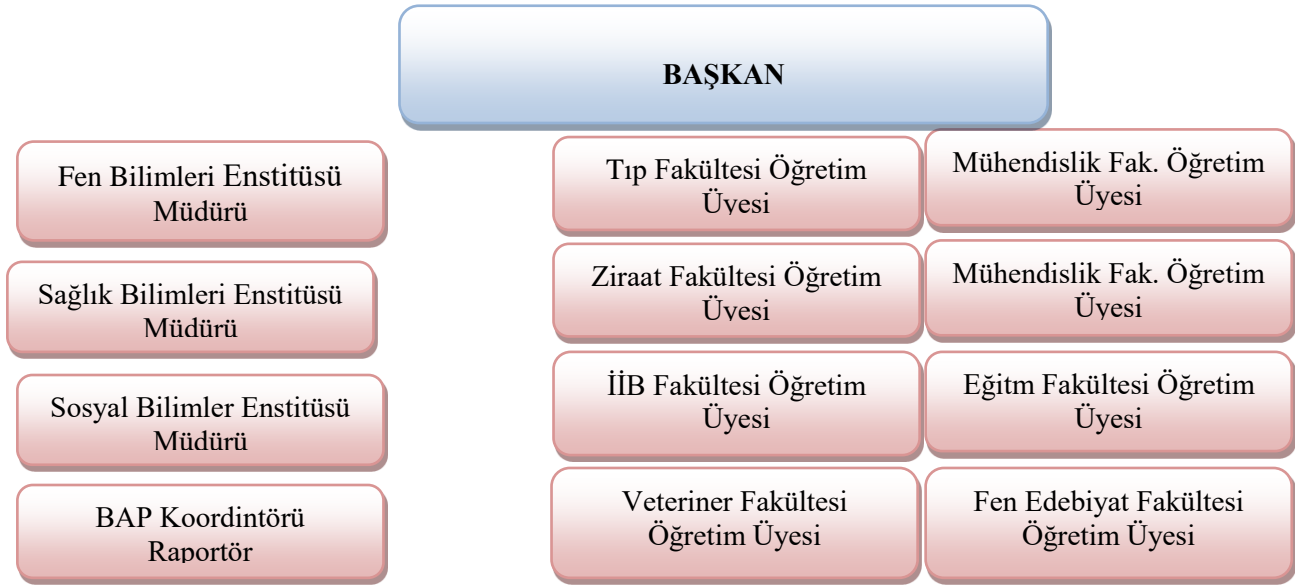 BAŞKAN
Fen Bilimleri Enstitüsü
Müdürü
Sağlık Bilimleri Enstitüsü
Müdürü
Sosyal Bilimler Enstitüsü
Müdürü
BAP Koordintörü
Raportör
Tıp Fakültesi Öğretim
Üyesi
Ziraat Fakültesi Öğretim
Üyesi
İİB Fakültesi Öğretim
Üyesi
Veteriner Fakültesi
Öğretim Üyesi
Mühendislik Fak. Öğretim
Üyesi
Mühendislik Fak. Öğretim
Üyesi
Eğitm Fakültesi Öğretim
Üyesi
Fen Edebiyat Fakültesi
Öğretim Üyesi